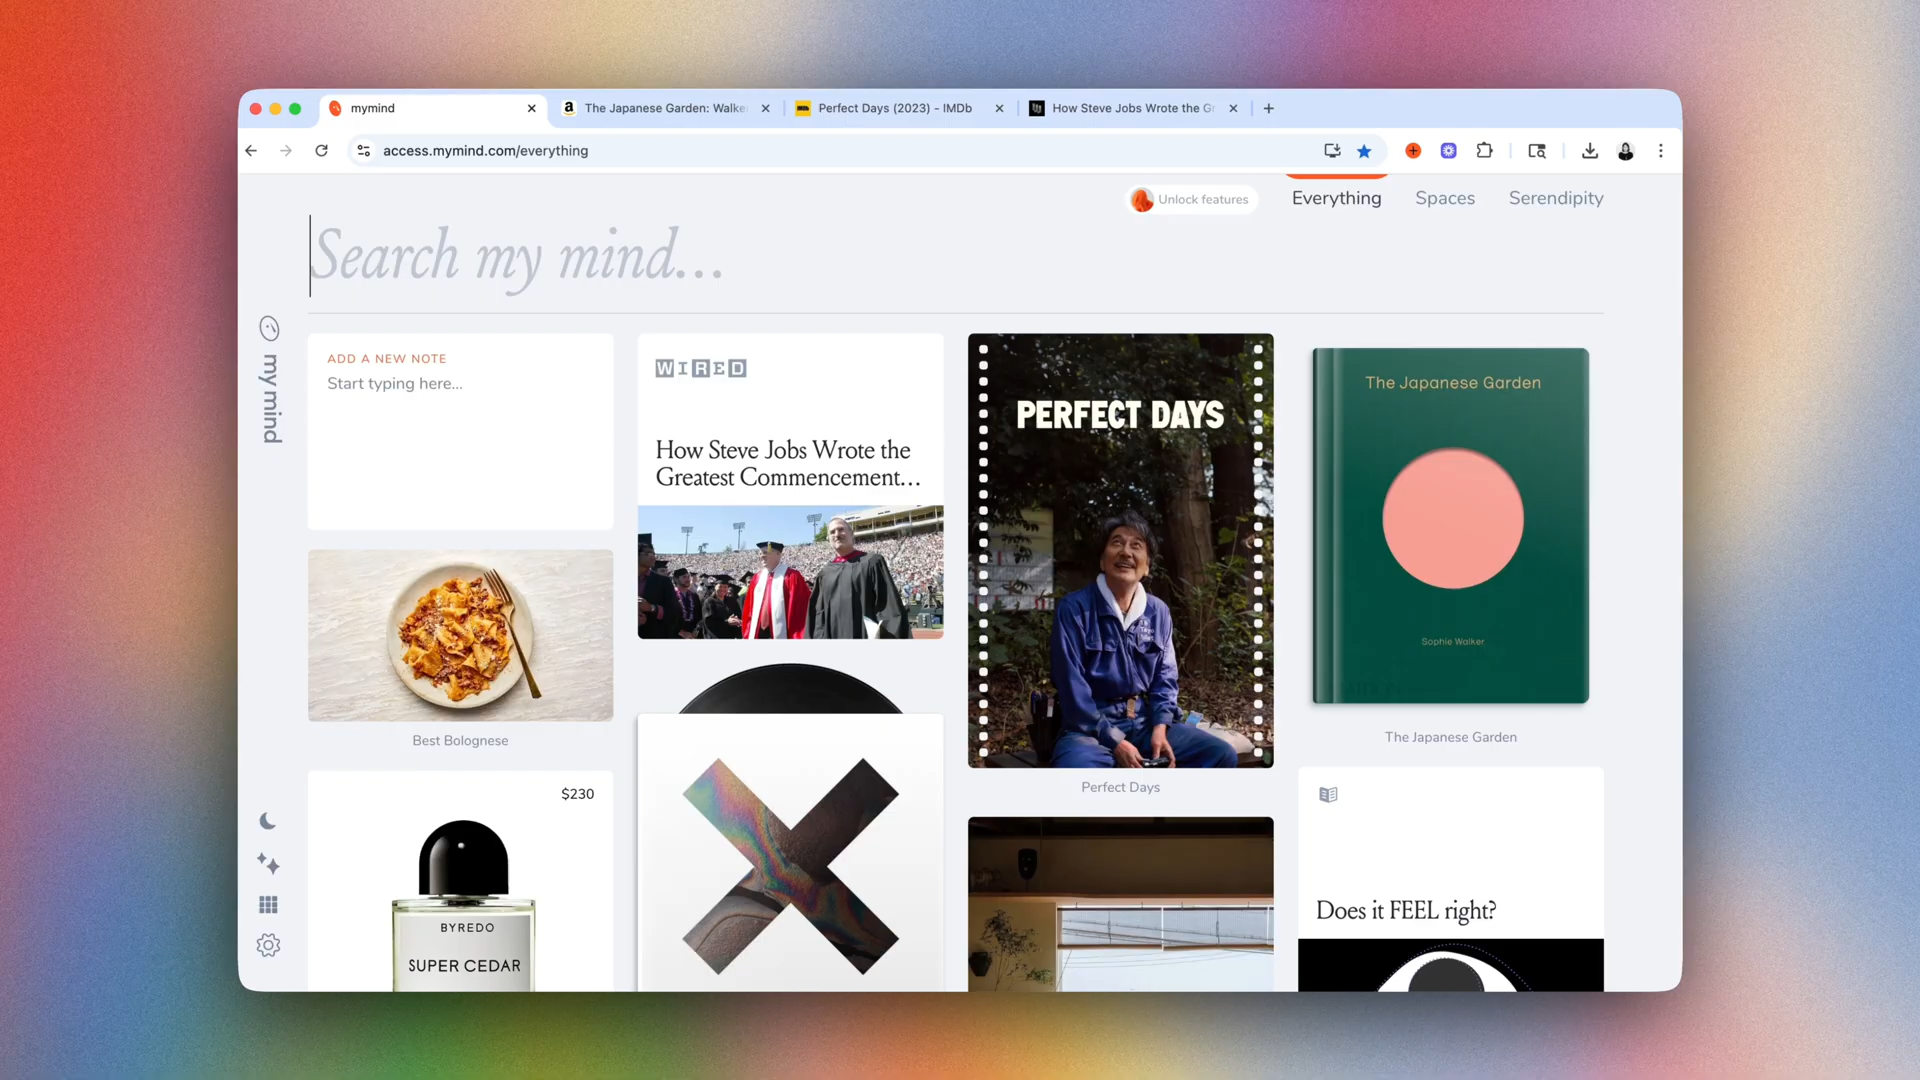 mymind
The Japanese Garden: Walke
Perfect Days (2023) - IMDb
How Steve Jobs Wrote the Gr
access.mymind.com/everything
Unlock features
Everything
Spaces
Serendipity
Search my mind...
my mind
ADD A NEW NOTE
Start typing here...
Best Bolognese
$230
BYREDO
SUPER CEDAR
WIRED
How Steve Jobs Wrote the
Greatest Commencement...
PERFECT DAYS
Perfect Days
The Japanese Garden
Sophie Walker
The Japanese Garden
Does it FEEL right?